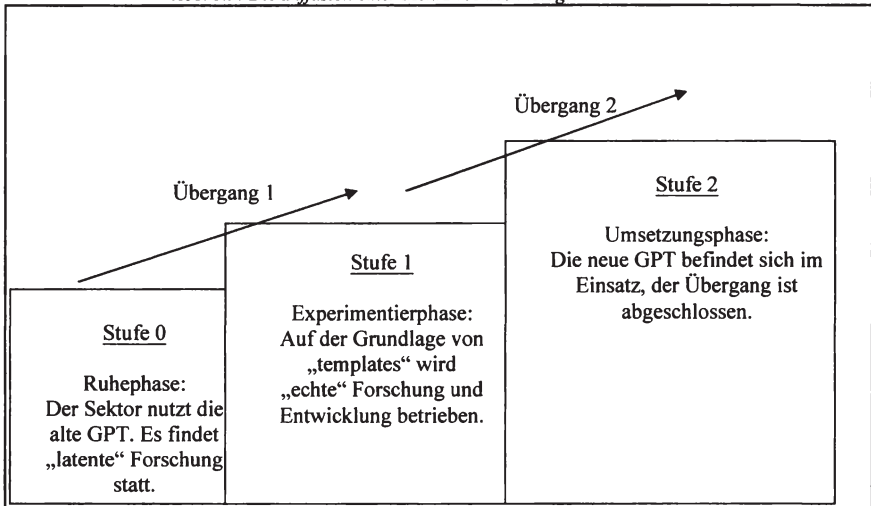 Übergang 2
Übergang 1
Stufe 0
Ruhephase:
Der Sektor nutzt die
alte GPT. Es findet
„latente“ Forschung
statt.
Stufe 1
Experimentierphase:
Auf der Grundlage von
„templates“ wird
„echte“ Forschung und
Entwicklung betrieben.
Stufe 2
Umsetzungsphase:
Die neue GPT befindet sich im
Einsatz, der Übergang ist
abgeschlossen.